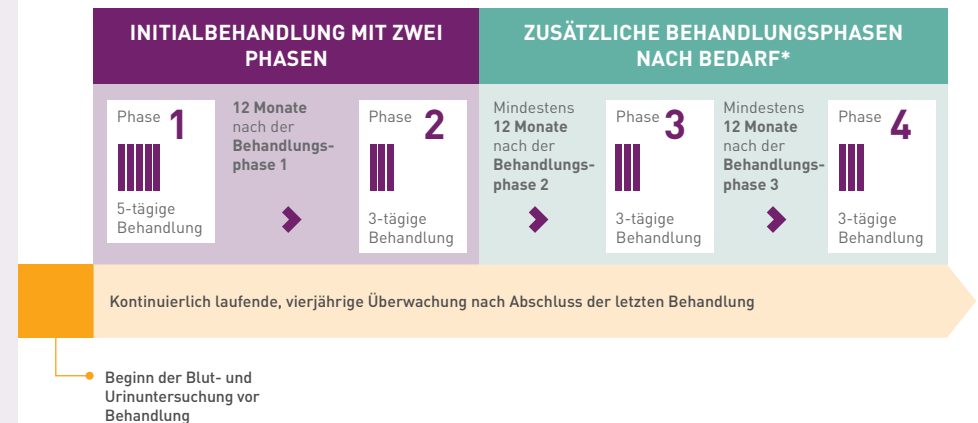 INITIALBEHANDLUNG MIT ZWEI
PHASEN
ZUSÄTZLICHE BEHANDLUNGSPHASEN
NACH BEDARF*
Phase 1
5-tägige
Behandlung
12 Monate
nach der
Behandlungs-
phase 1
Phase 2
3-tägige
Behandlung
Mindestens
12 Monate
nach der
Behandlungs-
phase 2
Phase 3
3-tägige
Behandlung
Mindestens
12 Monate
nach der
Behandlungs-
phase 3
Phase 4
3-tägige
Behandlung
Kontinuierlich laufende, vierjährige Überwachung nach Abschluss der letzten Behandlung
Beginn der Blut- und
Urinuntersuchung vor
Behandlung